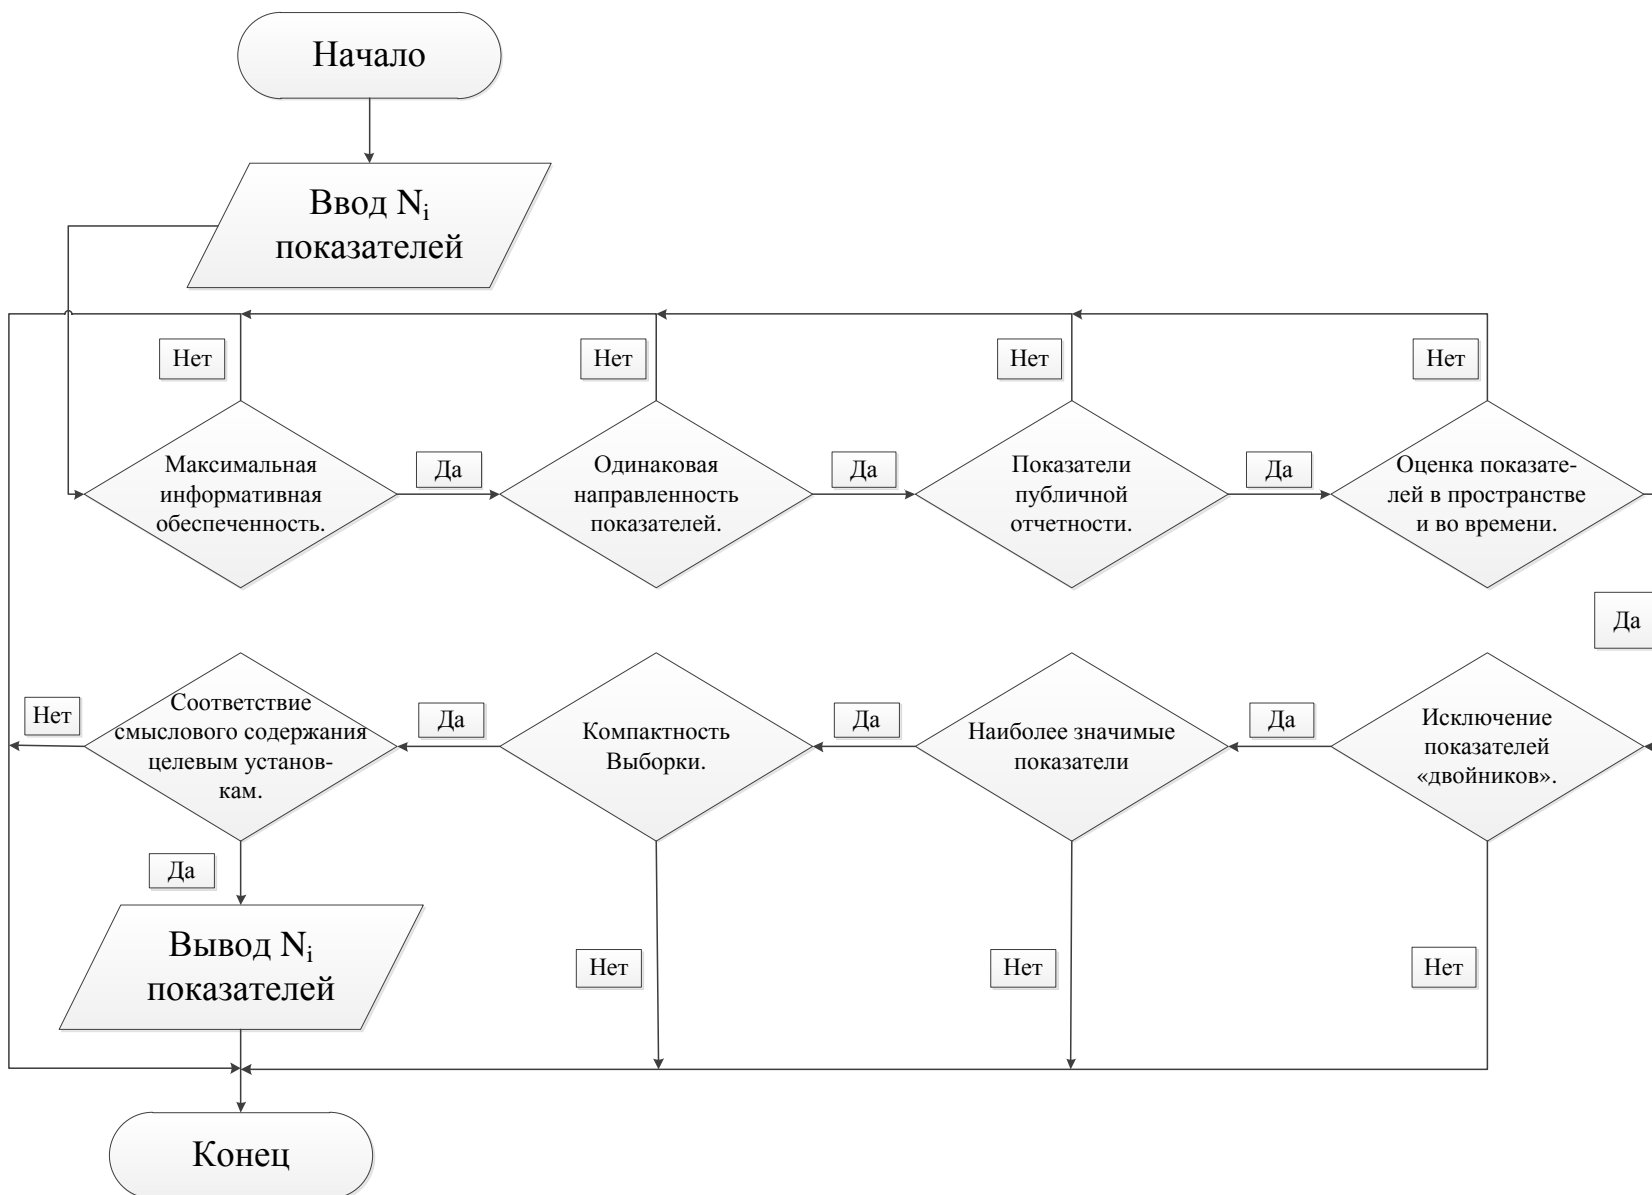 Начало
Ввод Nᵢ
показателей
Нет
Нет
Нет
Нет
Максимальная
информативная
обеспеченность.
Да
Одинаковая
направленность
показателей.
Да
Показатели
публичной
отчетности.
Да
Оценка показате-
лей в пространстве
и во времени.
Да
Нет
Соответствие
смыслового содержания
целевым установ-
кам.
Да
Компактность
Выборки.
Да
Наиболее значимые
показатели
Да
Исключение
показателей
«двойников».
Да
Вывод Nᵢ
показателей
Нет
Нет
Нет
Конец